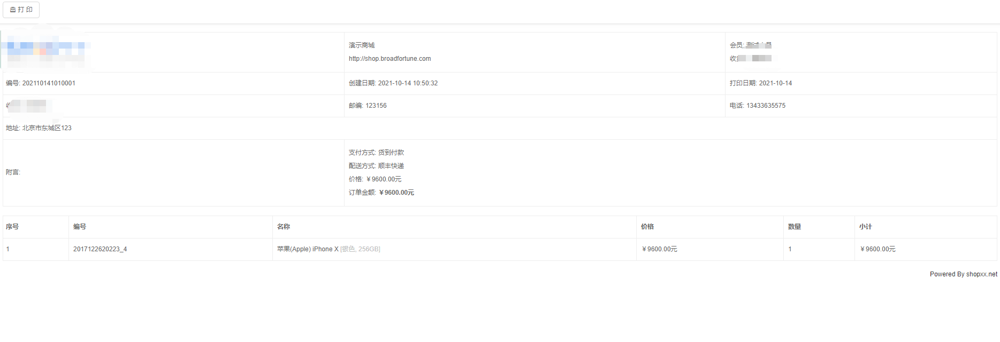 打 印
演示商城
http://shop.broadfortune.com
会员:
编号: 202110141010001
创建日期: 2021-10-14 10:50:32
打印日期: 2021-10-14
邮编: 123156
电话: 13433635575
地址: 北京市东城区123
附言:
支付方式: 货到付款
配送方式: 顺丰快递
价格: ￥9600.00元
订单金额: ￥9600.00元
序号 编号 名称 价格 数量 小计
1 2017122620223_4 苹果(Apple) iPhone X [银色, 256GB] ￥9600.00元 1 ￥9600.00元
Powered By shopxx.net